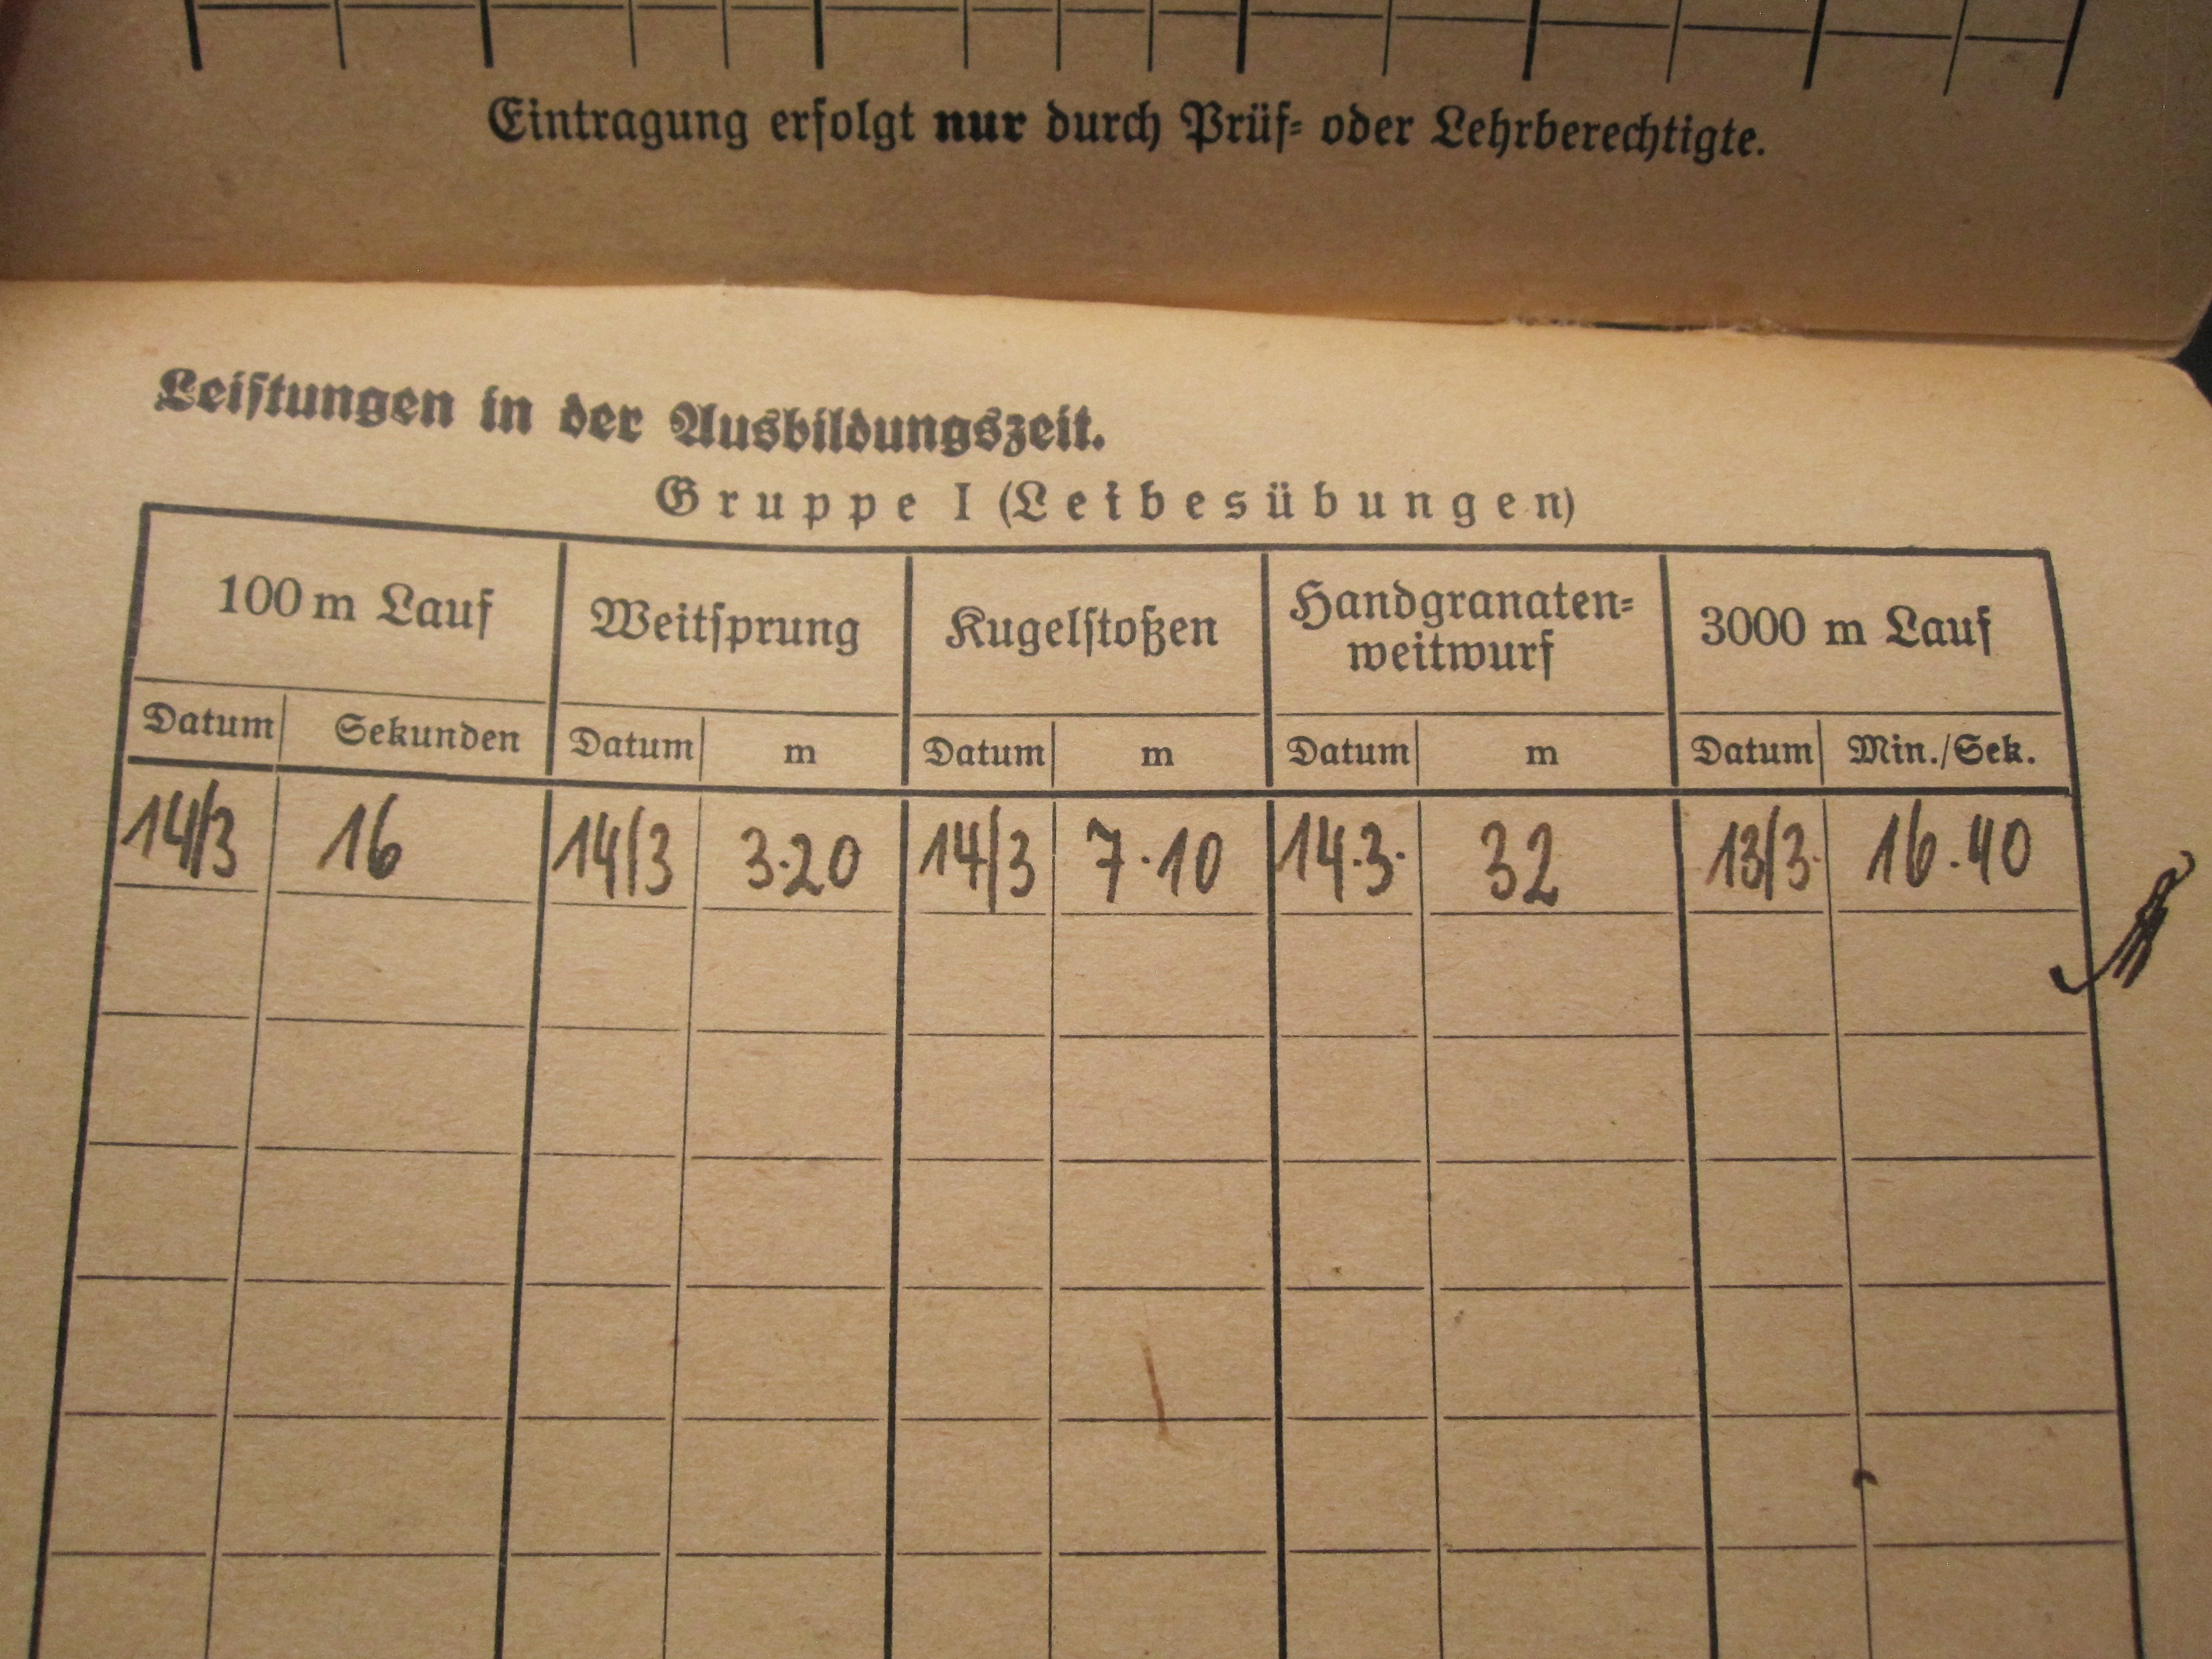 Eintragung erfolgt nur durch Prüf= oder Lehrberechtigte.
Leistungen in der Ausbildungszeit.
Gruppe I (Leibesübungen)
100 m Lauf Weitsprung Kugelstoßen Handgranaten= 3000 m Lauf
weitwurf
Datum Sekunden Datum m Datum m Datum m Datum Min./Sek.
14/3 16 14/3 3·20 14/3 7·10 14.3. 32 13/3. 16.40